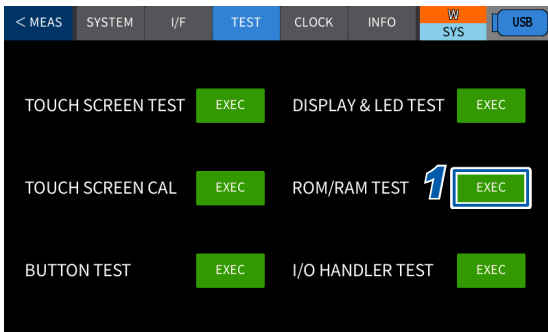 < MEAS SYSTEM I/F TEST CLOCK INFO W SYS USB
TOUCH SCREEN TEST EXEC DISPLAY & LED TEST EXEC
TOUCH SCREEN CAL EXEC ROM/RAM TEST 1 EXEC
BUTTON TEST EXEC I/O HANDLER TEST EXEC